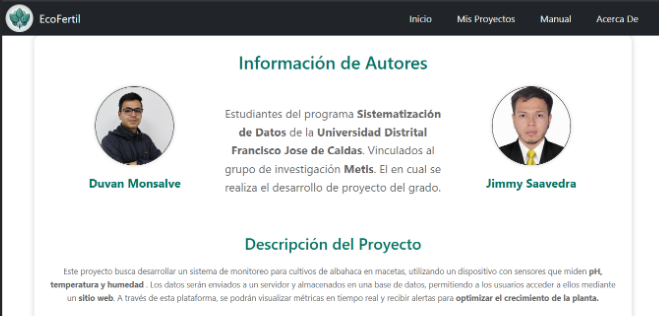 EcoFertil Inicio Mis Proyectos Manual Acerca De
Información de Autores
Estudiantes del programa Sistematización
de Datos de la Universidad Distrital
Francisco Jose de Caldas. Vinculados al
grupo de investigación Metis. El en cual se
realiza el desarrollo de proyecto del grado.
Duvan Monsalve
Jimmy Saavedra
Descripción del Proyecto
Este proyecto busca desarrollar un sistema de monitoreo para cultivos de albahaca en macetas, utilizando un dispositivo con sensores que miden pH,
temperatura y humedad . Los datos serán enviados a un servidor y almacenados en una base de datos, permitiendo a los usuarios acceder a ellos mediante
un sitio web. A través de esta plataforma, se podrán visualizar métricas en tiempo real y recibir alertas para optimizar el crecimiento de la planta.